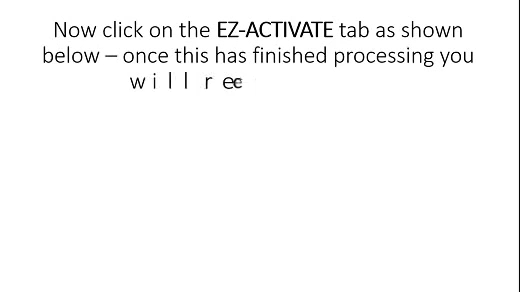 Now click on the EZ-ACTIVATE tab as shown
below – once this has finished processing you
will